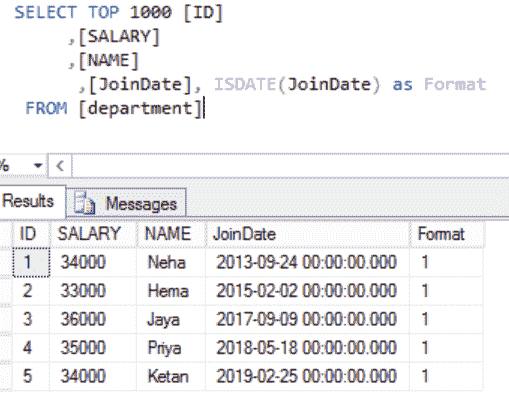 SELECT TOP 1000 [ID]
,[SALARY]
,[NAME]
,[JoinDate], ISDATE(JoinDate) as Format
FROM [department]
%
Results Messages
ID SALARY NAME JoinDate Format
1 34000 Neha 2013-09-24 00:00:00.000 1
2 33000 Hema 2015-02-02 00:00:00.000 1
3 36000 Jaya 2017-09-09 00:00:00.000 1
4 35000 Priya 2018-05-18 00:00:00.000 1
5 34000 Ketan 2019-02-25 00:00:00.000 1